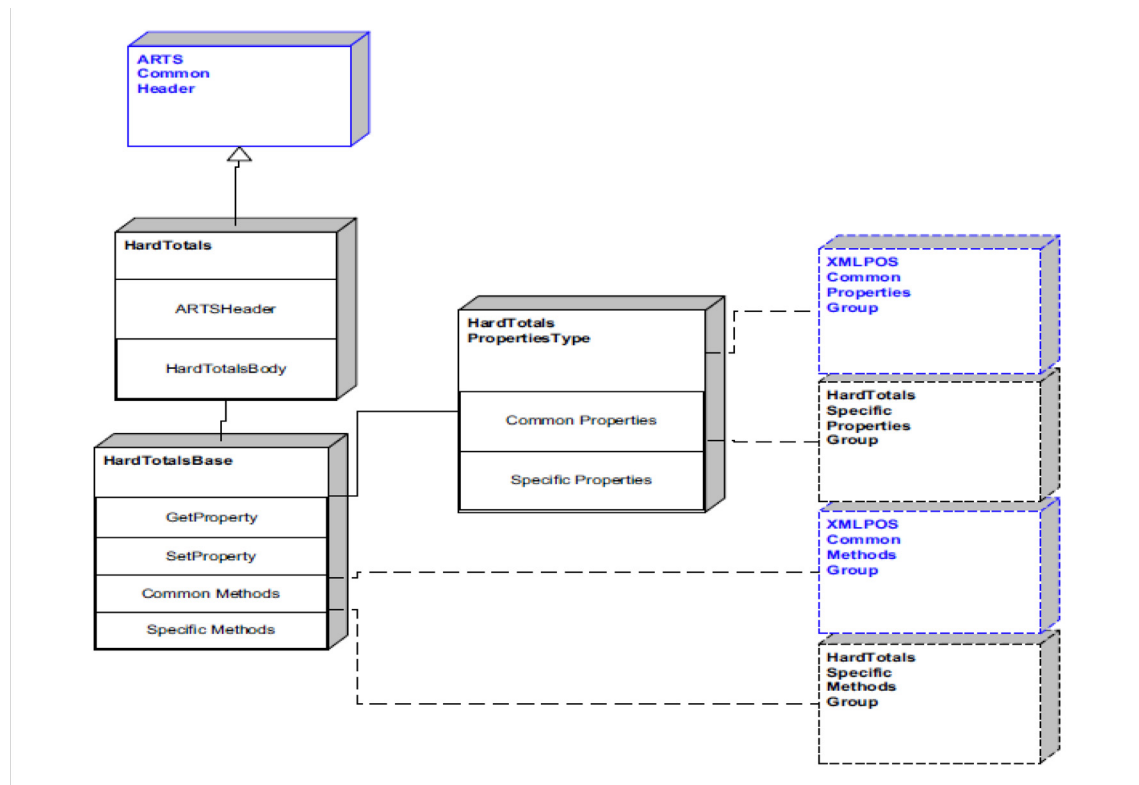 ARTS
Common
Header
HardTotals
ARTSHeader
HardTotalsBody
HardTotalsBase
GetProperty
SetProperty
Common Methods
Specific Methods
HardTotals
PropertiesType
Common Properties
Specific Properties
XMLPOS
Common
Properties
Group
HardTotals
Specific
Properties
Group
XMLPOS
Common
Methods
Group
HardTotals
Specific
Methods
Group